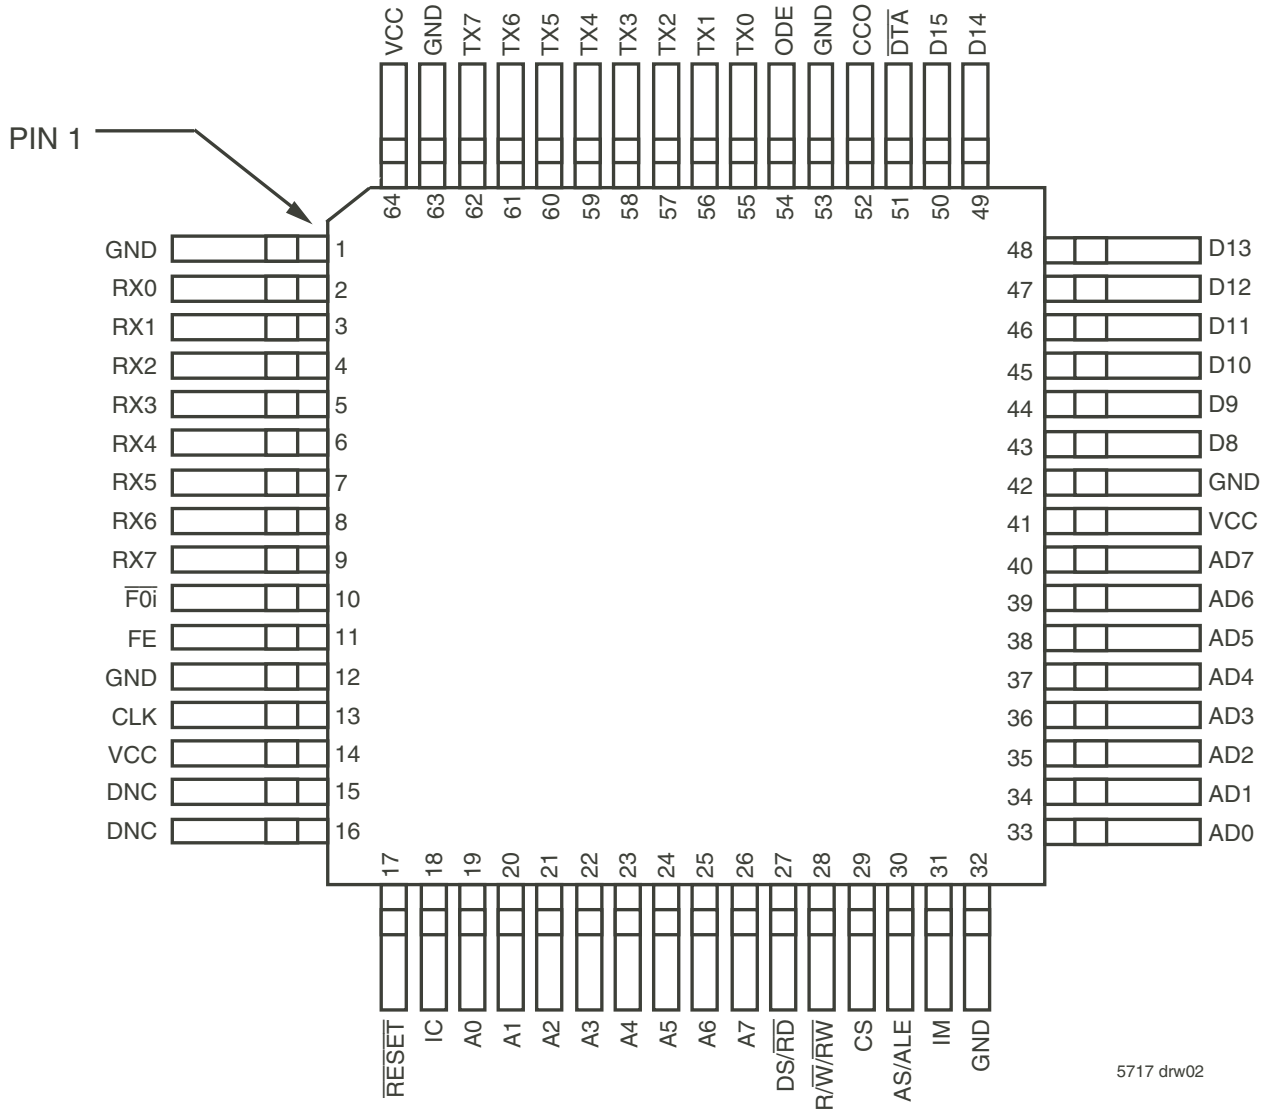 VCC GND TX7 TX6 TX5 TX4 TX3 TX2 TX1 TX0 ODE GND CCO D̅T̅A̅ D15 D14
PIN 1
64 63 62 61 60 59 58 57 56 55 54 53 52 51 50 49
GND 1 48 D13
RX0 2 47 D12
RX1 3 46 D11
RX2 4 45 D10
RX3 5 44 D9
RX4 6 43 D8
RX5 7 42 GND
RX6 8 41 VCC
RX7 9 40 AD7
F̅0̅i̅ 10 39 AD6
FE 11 38 AD5
GND 12 37 AD4
CLK 13 36 AD3
VCC 14 35 AD2
DNC 15 34 AD1
DNC 16 33 AD0
17 18 19 20 21 22 23 24 25 26 27 28 29 30 31 32
R̅E̅S̅E̅T̅ IC A0 A1 A2 A3 A4 A5 A6 A7 DS/R̅D̅ R/W̅/R̅W̅ CS AS/ALE IM GND
5717 drw02